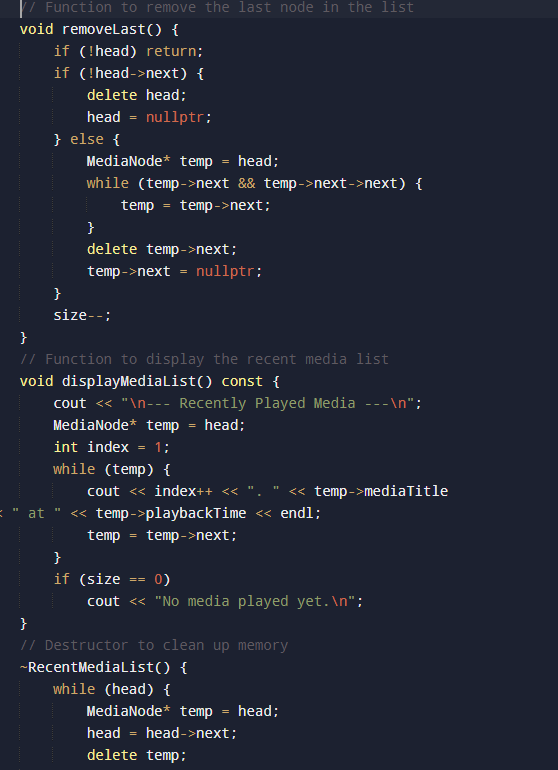 // Function to remove the last node in the list
void removeLast() {
if (!head) return;
if (!head->next) {
delete head;
head = nullptr;
} else {
MediaNode* temp = head;
while (temp->next && temp->next->next) {
temp = temp->next;
}
delete temp->next;
temp->next = nullptr;
}
size--;
}
// Function to display the recent media list
void displayMediaList() const {
cout << "\n--- Recently Played Media ---\n";
MediaNode* temp = head;
int index = 1;
while (temp) {
cout << index++ << ". " << temp->mediaTitle
< " at " << temp->playbackTime << endl;
temp = temp->next;
}
if (size == 0)
cout << "No media played yet.\n";
}
// Destructor to clean up memory
~RecentMediaList() {
while (head) {
MediaNode* temp = head;
head = head->next;
delete temp;